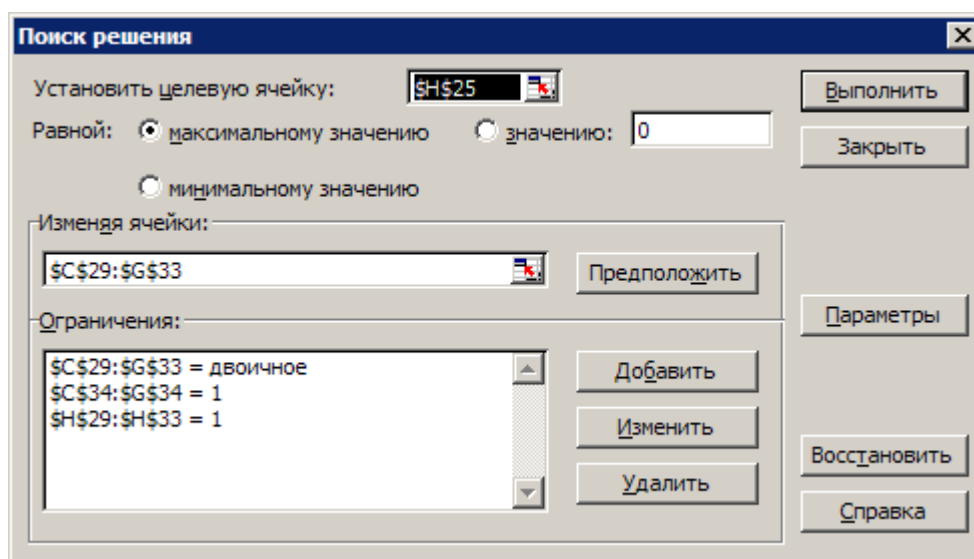 Поиск решения
Установить целевую ячейку: $H$25
Выполнить
Равной: максимальному значению значению: 0
Закрыть
минимальному значению
Изменяя ячейки:
$C$29:$G$33
Предположить
Параметры
Ограничения:
$C$29:$G$33 = двоичное
$C$34:$G$34 = 1
$H$29:$H$33 = 1
Добавить
Изменить
Удалить
Восстановить
Справка